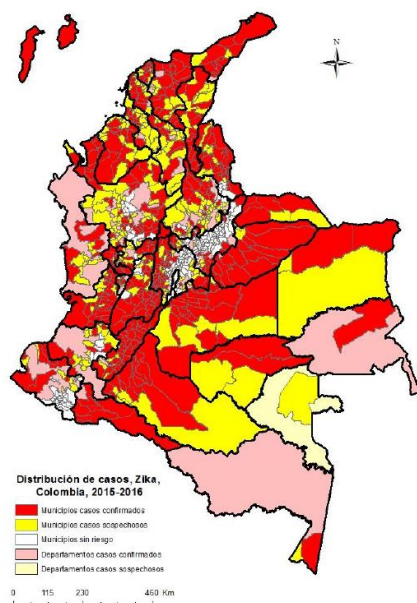 N
Distribución de casos, Zika,
Colombia, 2015-2016
Municipios casos confirmados
Municipios casos sospechosos
Municipios sin riesgo
Departamentos casos confirmados
Departamentos casos sospechosos
0 115 230 460 Km